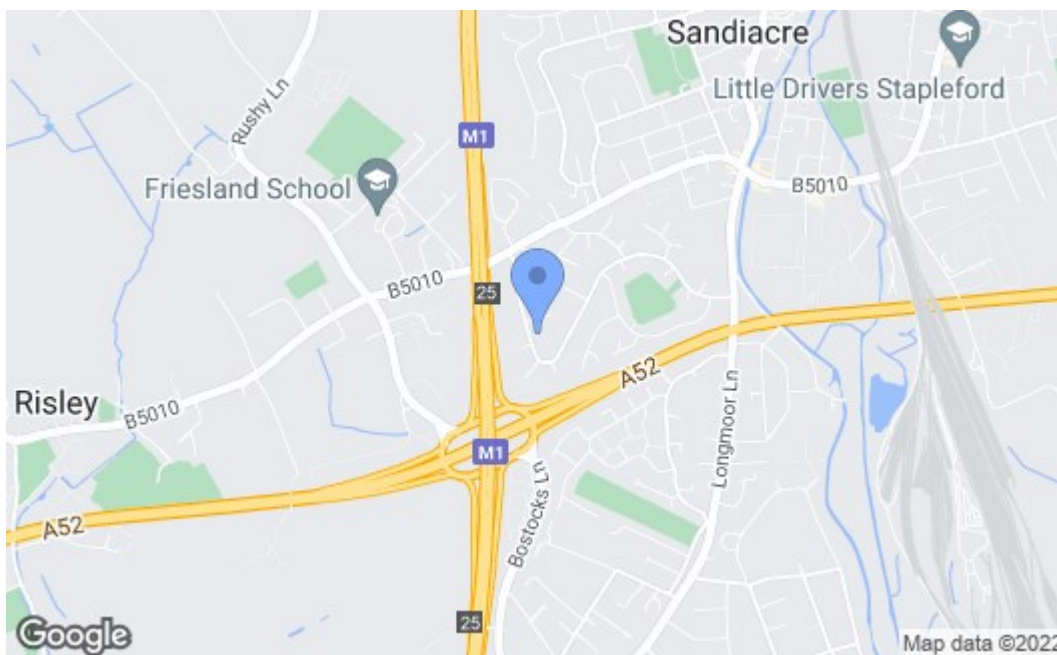 Sandiacre
Little Drivers Stapleford
Rushy Ln
M1
Friesland School
B5010
B5010
25
A52
Risley
B5010
Longmoor Ln
M1
Bostocks Ln
A52
25
Google
Map data ©2022